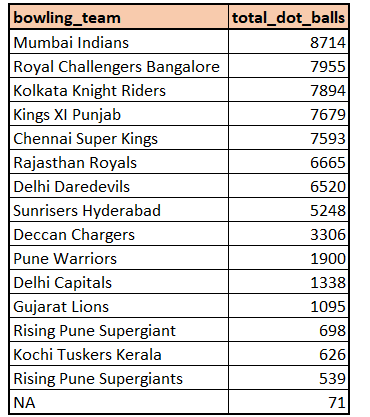 bowling_team total_dot_balls
Mumbai Indians 8714
Royal Challengers Bangalore 7955
Kolkata Knight Riders 7894
Kings XI Punjab 7679
Chennai Super Kings 7593
Rajasthan Royals 6665
Delhi Daredevils 6520
Sunrisers Hyderabad 5248
Deccan Chargers 3306
Pune Warriors 1900
Delhi Capitals 1338
Gujarat Lions 1095
Rising Pune Supergiant 698
Kochi Tuskers Kerala 626
Rising Pune Supergiants 539
NA 71